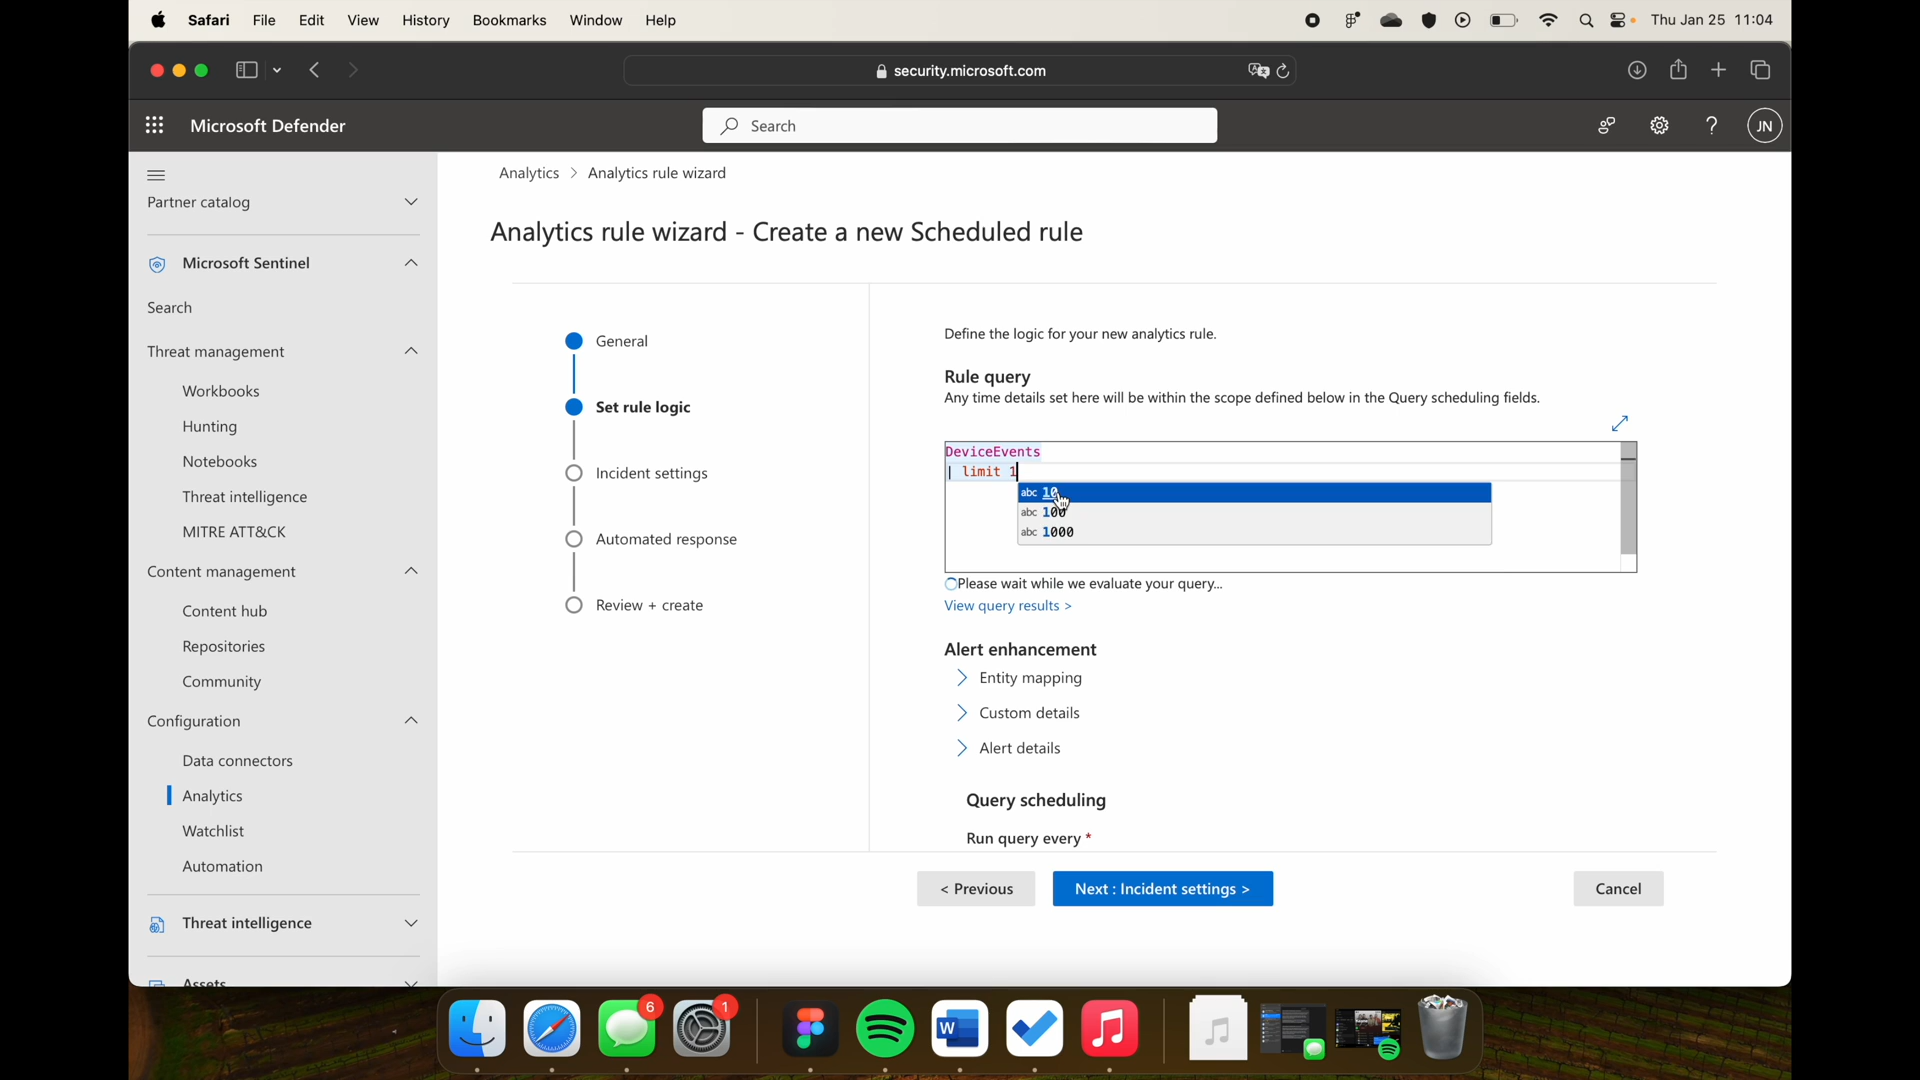 Safari File Edit View History Bookmarks Window Help
Thu Jan 25 11:04
security.microsoft.com
Microsoft Defender
Search
JN
Partner catalog
Microsoft Sentinel
Search
Threat management
Workbooks
Hunting
Notebooks
Threat intelligence
MITRE ATT&CK
Content management
Content hub
Repositories
Community
Configuration
Data connectors
Analytics
Watchlist
Automation
Threat intelligence
Assets
Analytics > Analytics rule wizard
Analytics rule wizard - Create a new Scheduled rule
General
Set rule logic
Incident settings
Automated response
Review + create
Define the logic for your new analytics rule.
Rule query
Any time details set here will be within the scope defined below in the Query scheduling fields.
DeviceEvents
| limit 1
abc 10
abc 100
abc 1000
Please wait while we evaluate your query...
View query results >
Alert enhancement
Entity mapping
Custom details
Alert details
Query scheduling
Run query every *
< Previous
Next : Incident settings >
Cancel
6
1
W